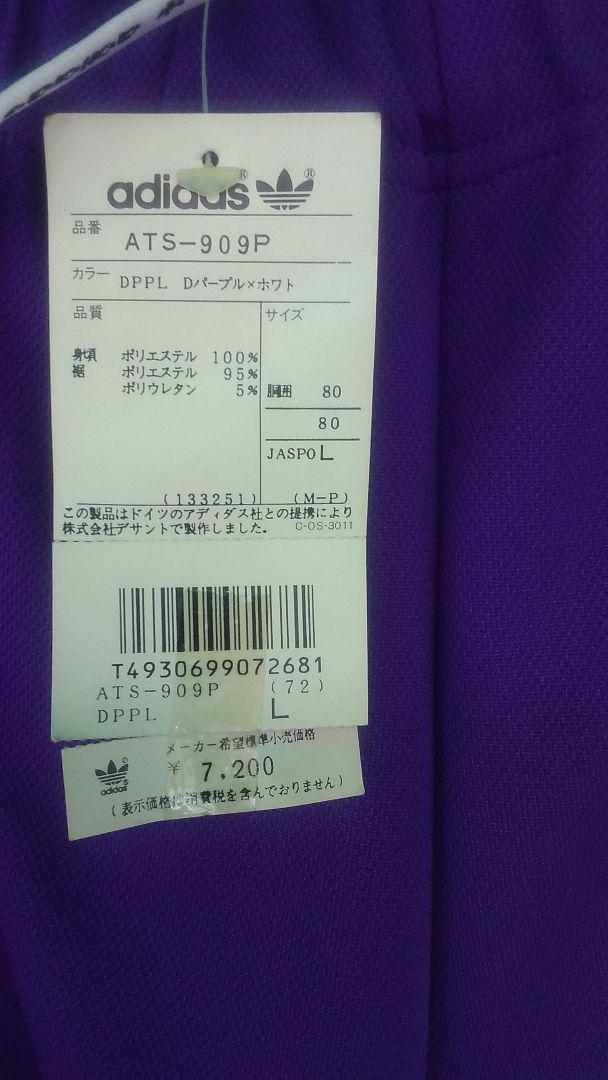 adidas
adidas® ®
品番
ATS-909P
カラー DPPL Dパープル×ホワト
品質 サイズ
身頃 ポリエステル 100%
裾 ポリエステル 95%
ポリウレタン 5% 胴囲 80
80
JASPO L
(133251) (M-P)
この製品はドイツのアディダス社との提携により
株式会社デサントで製作しました。 C-OS-3011
T4930699072681
ATS-909P (72)
DPPL L
メーカー希望標準小売価格
adidas® ¥ 7.200
(表示価格は消費税を含んでおりません)